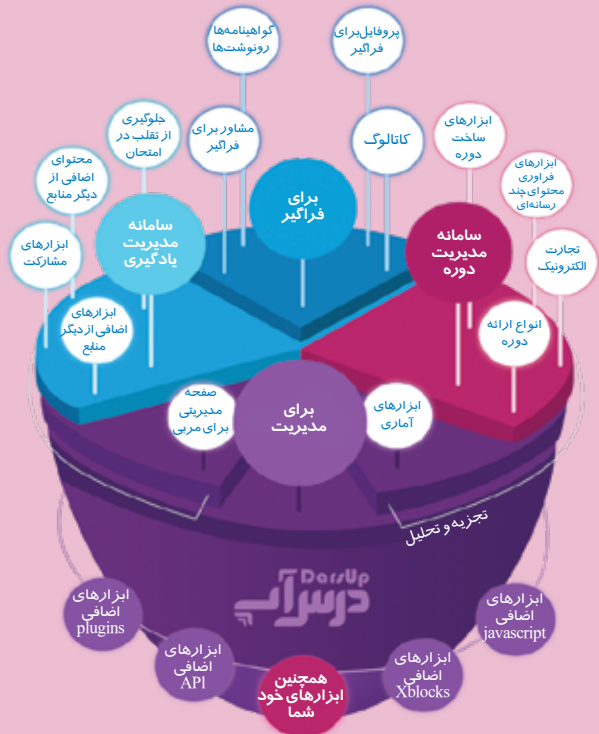 گواهینامه‌ها/
رونوشت‌ها
پروفایل‌برای
فراگیر
جلوگیری
از تقلب در
امتحان
مشاور برای
فراگیر
کاتالوگ
ابزارهای
ساخت
دوره
محتوای
اضافی از
دیگر منابع
ابزارهای
فراوری
محتوای چند
رسانه‌ای
برای
فراگیر
سامانه
مدیریت
یادگیری
سامانه
مدیریت
دوره
ابزارهای
مشارکت
تجارت
الکترونیک
ابزارهای
اضافی از دیگر
منابع
انواع ارائه
دوره
صفحه
مدیریتی
برای مربی
برای
مدیریت
ابزارهای
آماری
تجزیه و تحلیل
DarsUp
درس‌آپ
ابزارهای
اضافی
plugins
ابزارهای
اضافی
API
همچنین
ابزارهای خود
شما
ابزارهای
اضافی
Xblocks
ابزارهای
اضافی
javascript